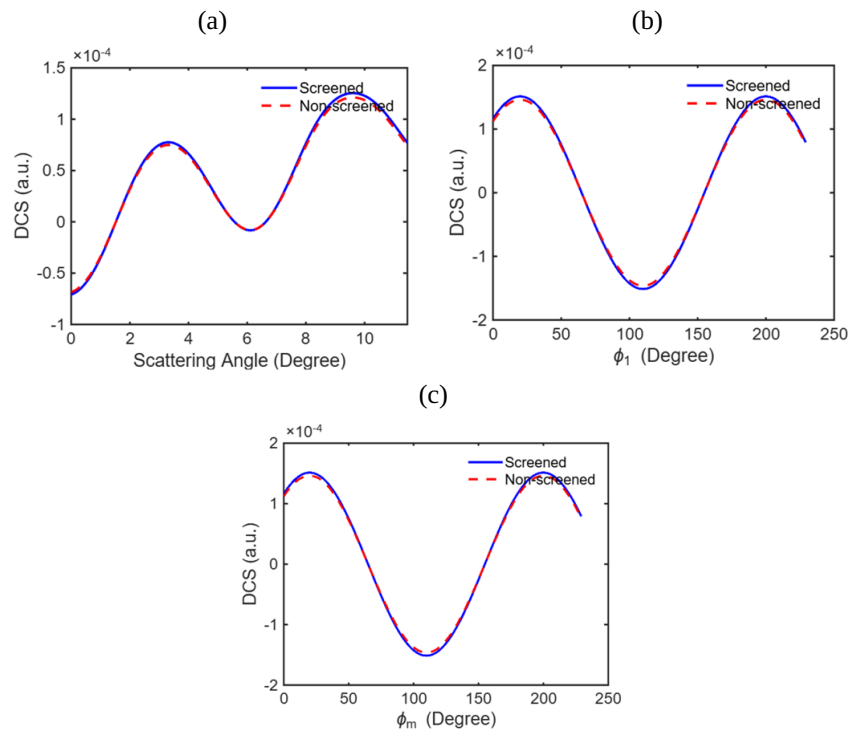 (a)
×10⁻⁴
1.5
1
0.5
0
-0.5
-1
DCS (a.u.)
Screened
Non-screened
0 2 4 6 8 10
Scattering Angle (Degree)
(b)
×10⁻⁴
2
1
0
-1
-2
DCS (a.u.)
Screened
Non-screened
0 50 100 150 200 250
ϕ₁ (Degree)
(c)
×10⁻⁴
2
1
0
-1
-2
DCS (a.u.)
Screened
Non-screened
0 50 100 150 200 250
ϕₘ (Degree)